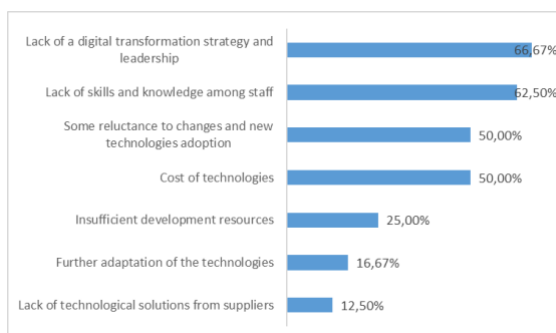 Lack of a digital transformation strategy and
leadership
66,67%
Lack of skills and knowledge among staff
62,50%
Some reluctance to changes and new
technologies adoption
50,00%
Cost of technologies
50,00%
Insufficient development resources
25,00%
Further adaptation of the technologies
16,67%
Lack of technological solutions from suppliers
12,50%